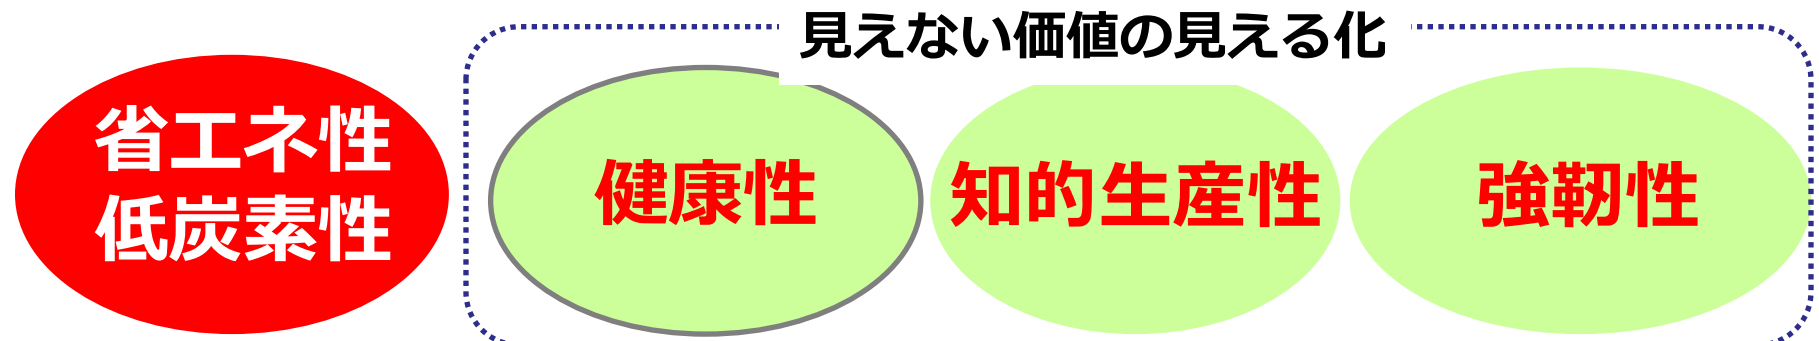 見えない価値の見える化
省エネ性
低炭素性
健康性
知的生産性
強靭性